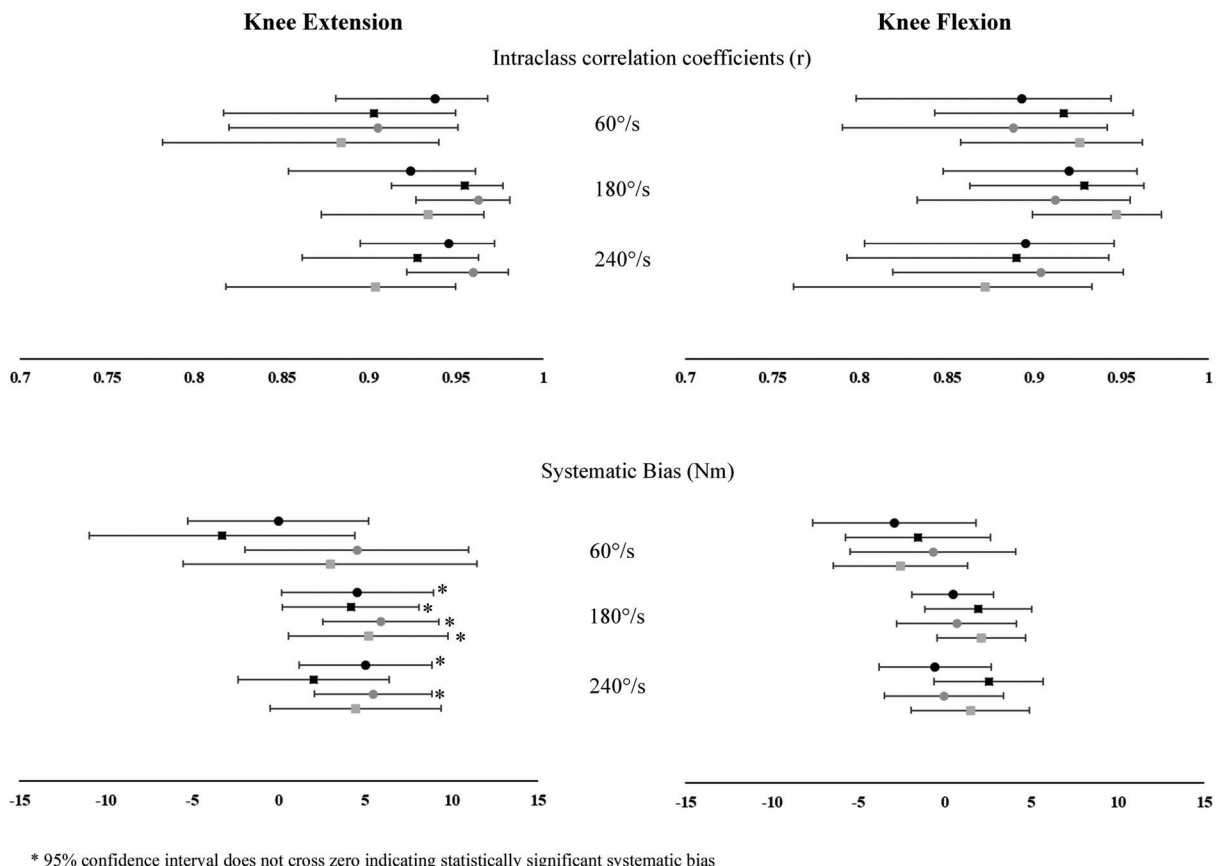 Knee Extension Knee Flexion
Intraclass correlation coefficients (r)
60°/s
180°/s
240°/s
0.7 0.75 0.8 0.85 0.9 0.95 1 0.7 0.75 0.8 0.85 0.9 0.95 1
Systematic Bias (Nm)
60°/s
*
180°/s
*
*
*
*
240°/s
*
-15 -10 -5 0 5 10 15 -15 -10 -5 0 5 10 15
* 95% confidence interval does not cross zero indicating statistically significant systematic bias